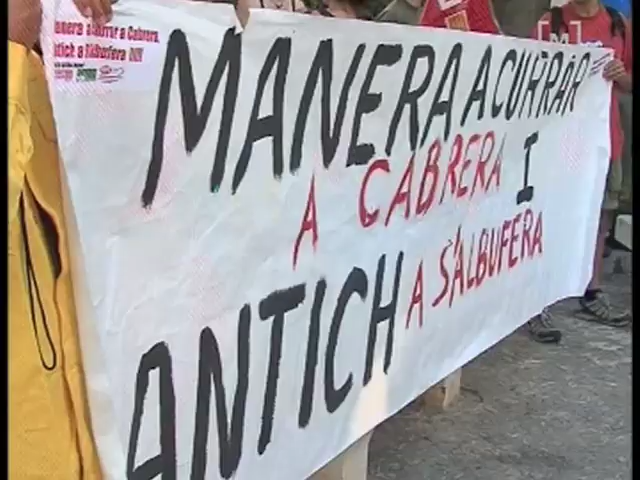 MANERA A CURRAR
A CABRERA I
ANTICH A S'ALBUFERA